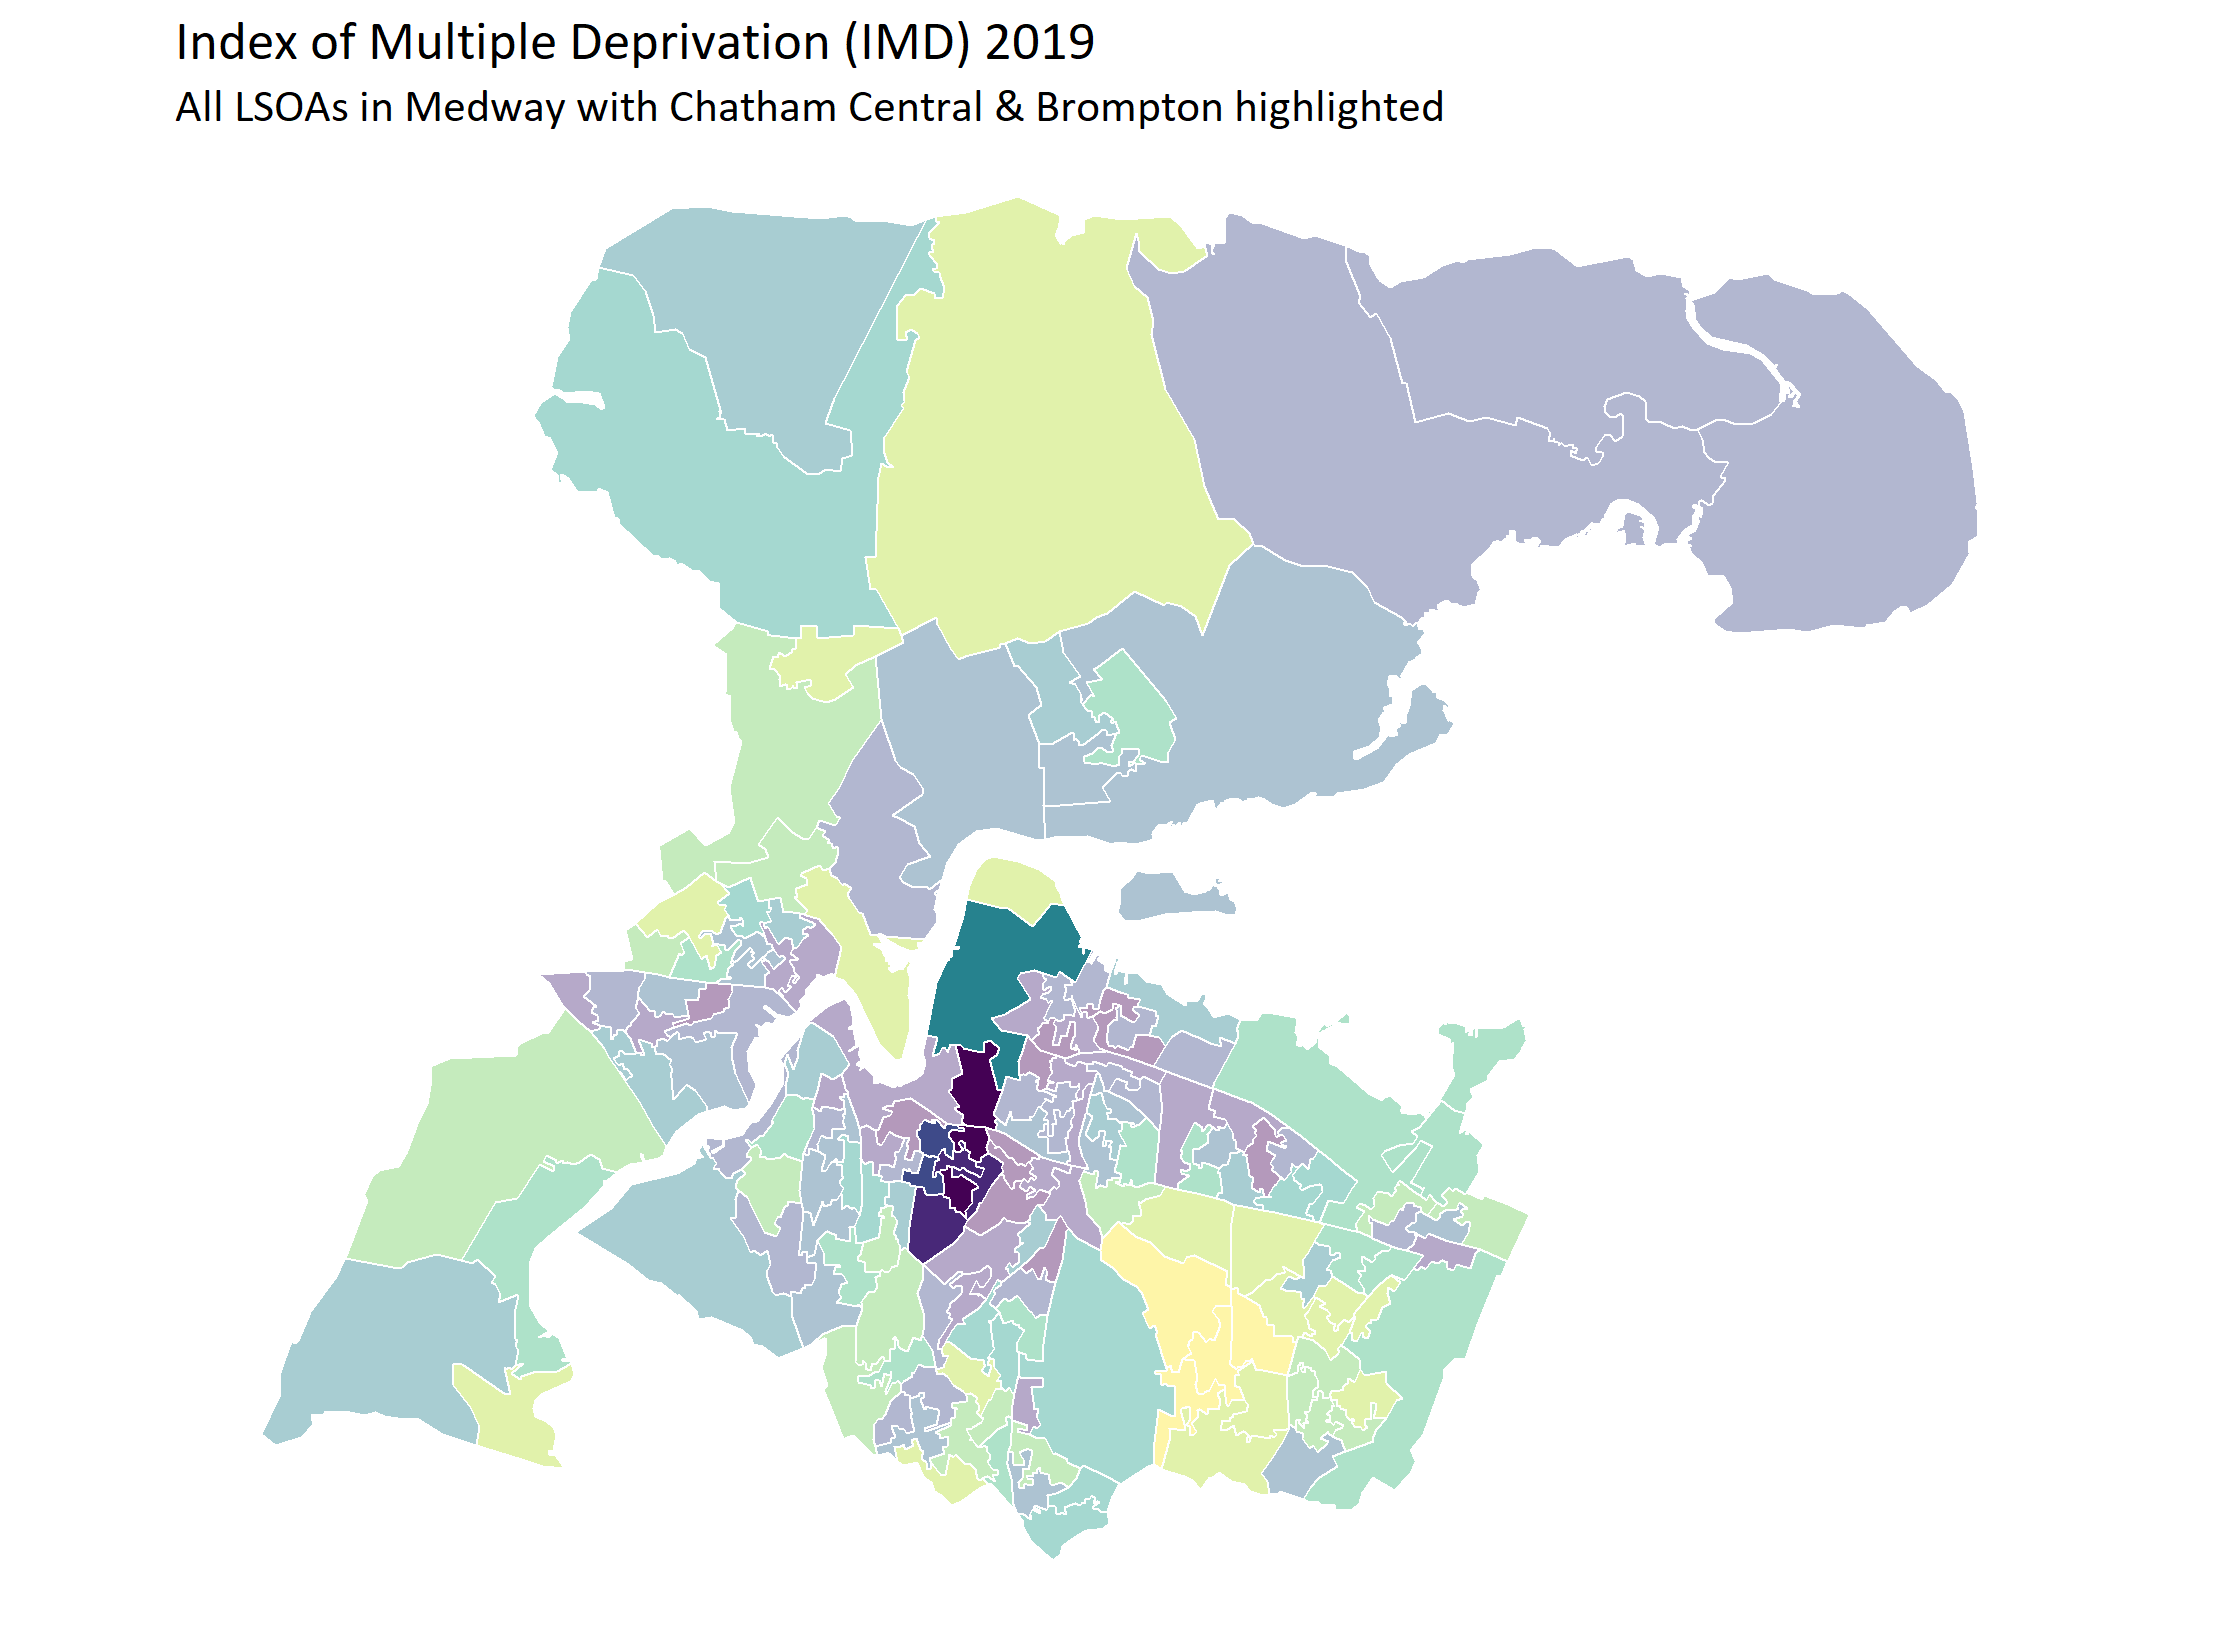 Index of Multiple Deprivation (IMD) 2019
All LSOAs in Medway with Chatham Central & Brompton highlighted